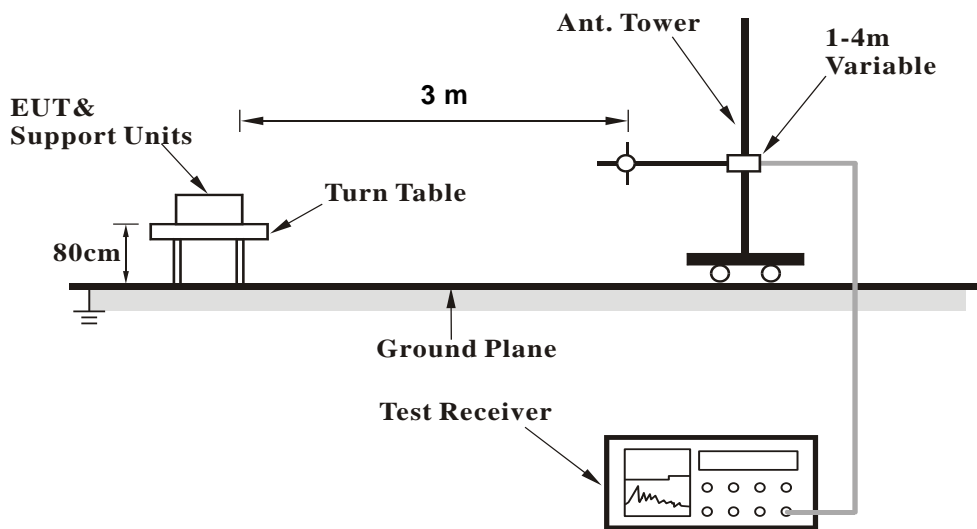 Ant. Tower
1-4m
Variable
3 m
EUT&
Support Units
Turn Table
80cm
Ground Plane
Test Receiver